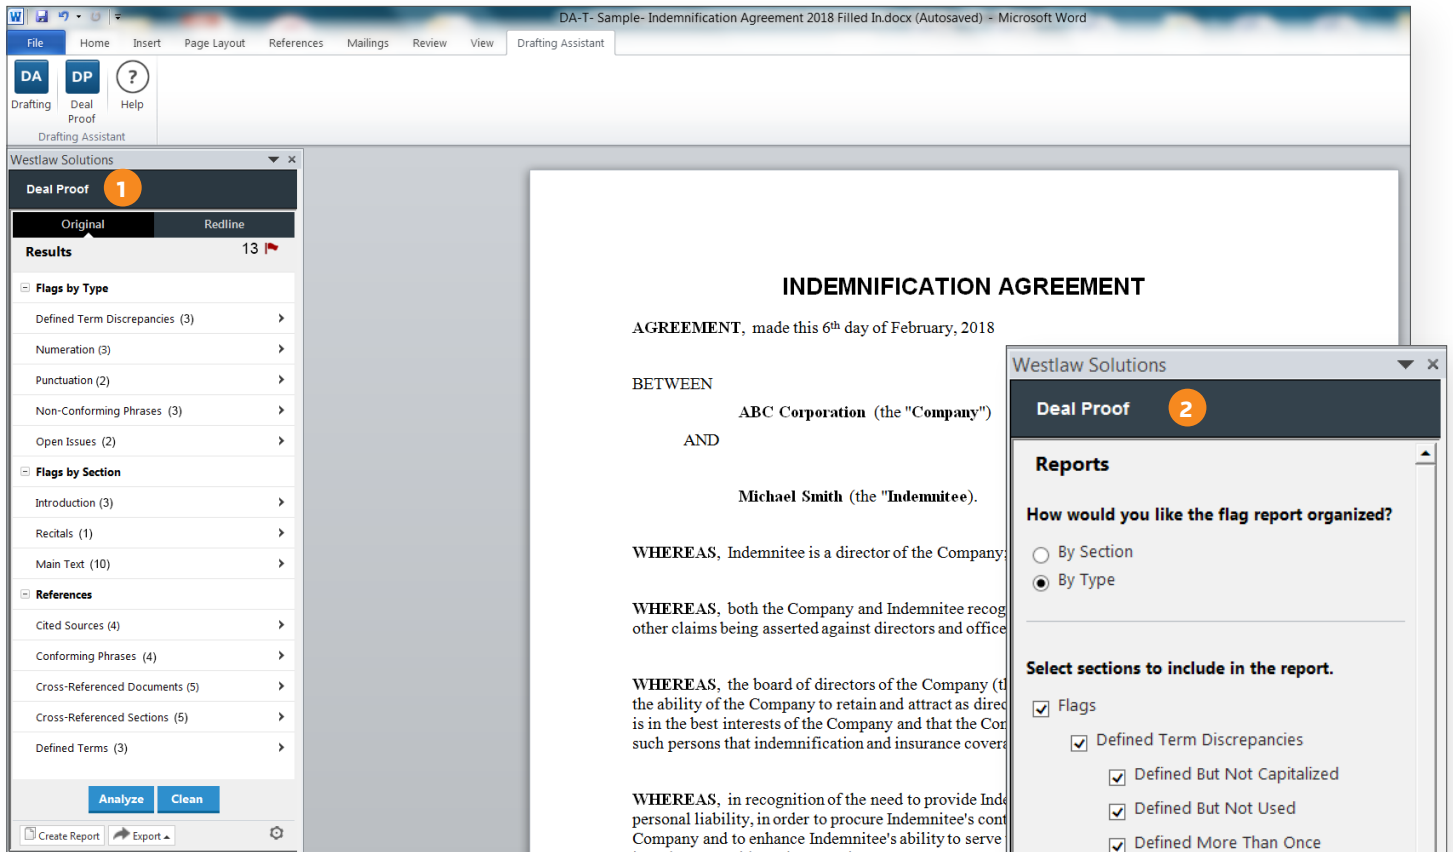 DA-T- Sample- Indemnification Agreement 2018 Filled In.docx (Autosaved) - Microsoft Word
File Home Insert Page Layout References Mailings Review View Drafting Assistant
DA DP ?
Drafting Deal Proof Help
Drafting Assistant
Westlaw Solutions
Deal Proof 1
Original Redline
Results 13
Flags by Type
Defined Term Discrepancies (3)
Numeration (3)
Punctuation (2)
Non-Conforming Phrases (3)
Open Issues (2)
Flags by Section
Introduction (3)
Recitals (1)
Main Text (10)
References
Cited Sources (4)
Conforming Phrases (4)
Cross-Referenced Documents (5)
Cross-Referenced Sections (5)
Defined Terms (3)
Analyze Clean
Create Report Export
INDEMNIFICATION AGREEMENT
AGREEMENT, made this 6th day of February, 2018
BETWEEN
ABC Corporation (the "Company")
AND
Michael Smith (the "Indemnitee).
WHEREAS, Indemnitee is a director of the Company;
WHEREAS, both the Company and Indemnitee recog
other claims being asserted against directors and office
WHEREAS, the board of directors of the Company (t
the ability of the Company to retain and attract as direc
is in the best interests of the Company and that the Co
such persons that indemnification and insurance covera
WHEREAS, in recognition of the need to provide Inde
personal liability, in order to procure Indemnitee's cont
Company and to enhance Indemnitee's ability to serve
Westlaw Solutions
Deal Proof 2
Reports
How would you like the flag report organized?
By Section
By Type
Select sections to include in the report.
Flags
Defined Term Discrepancies
Defined But Not Capitalized
Defined But Not Used
Defined More Than Once